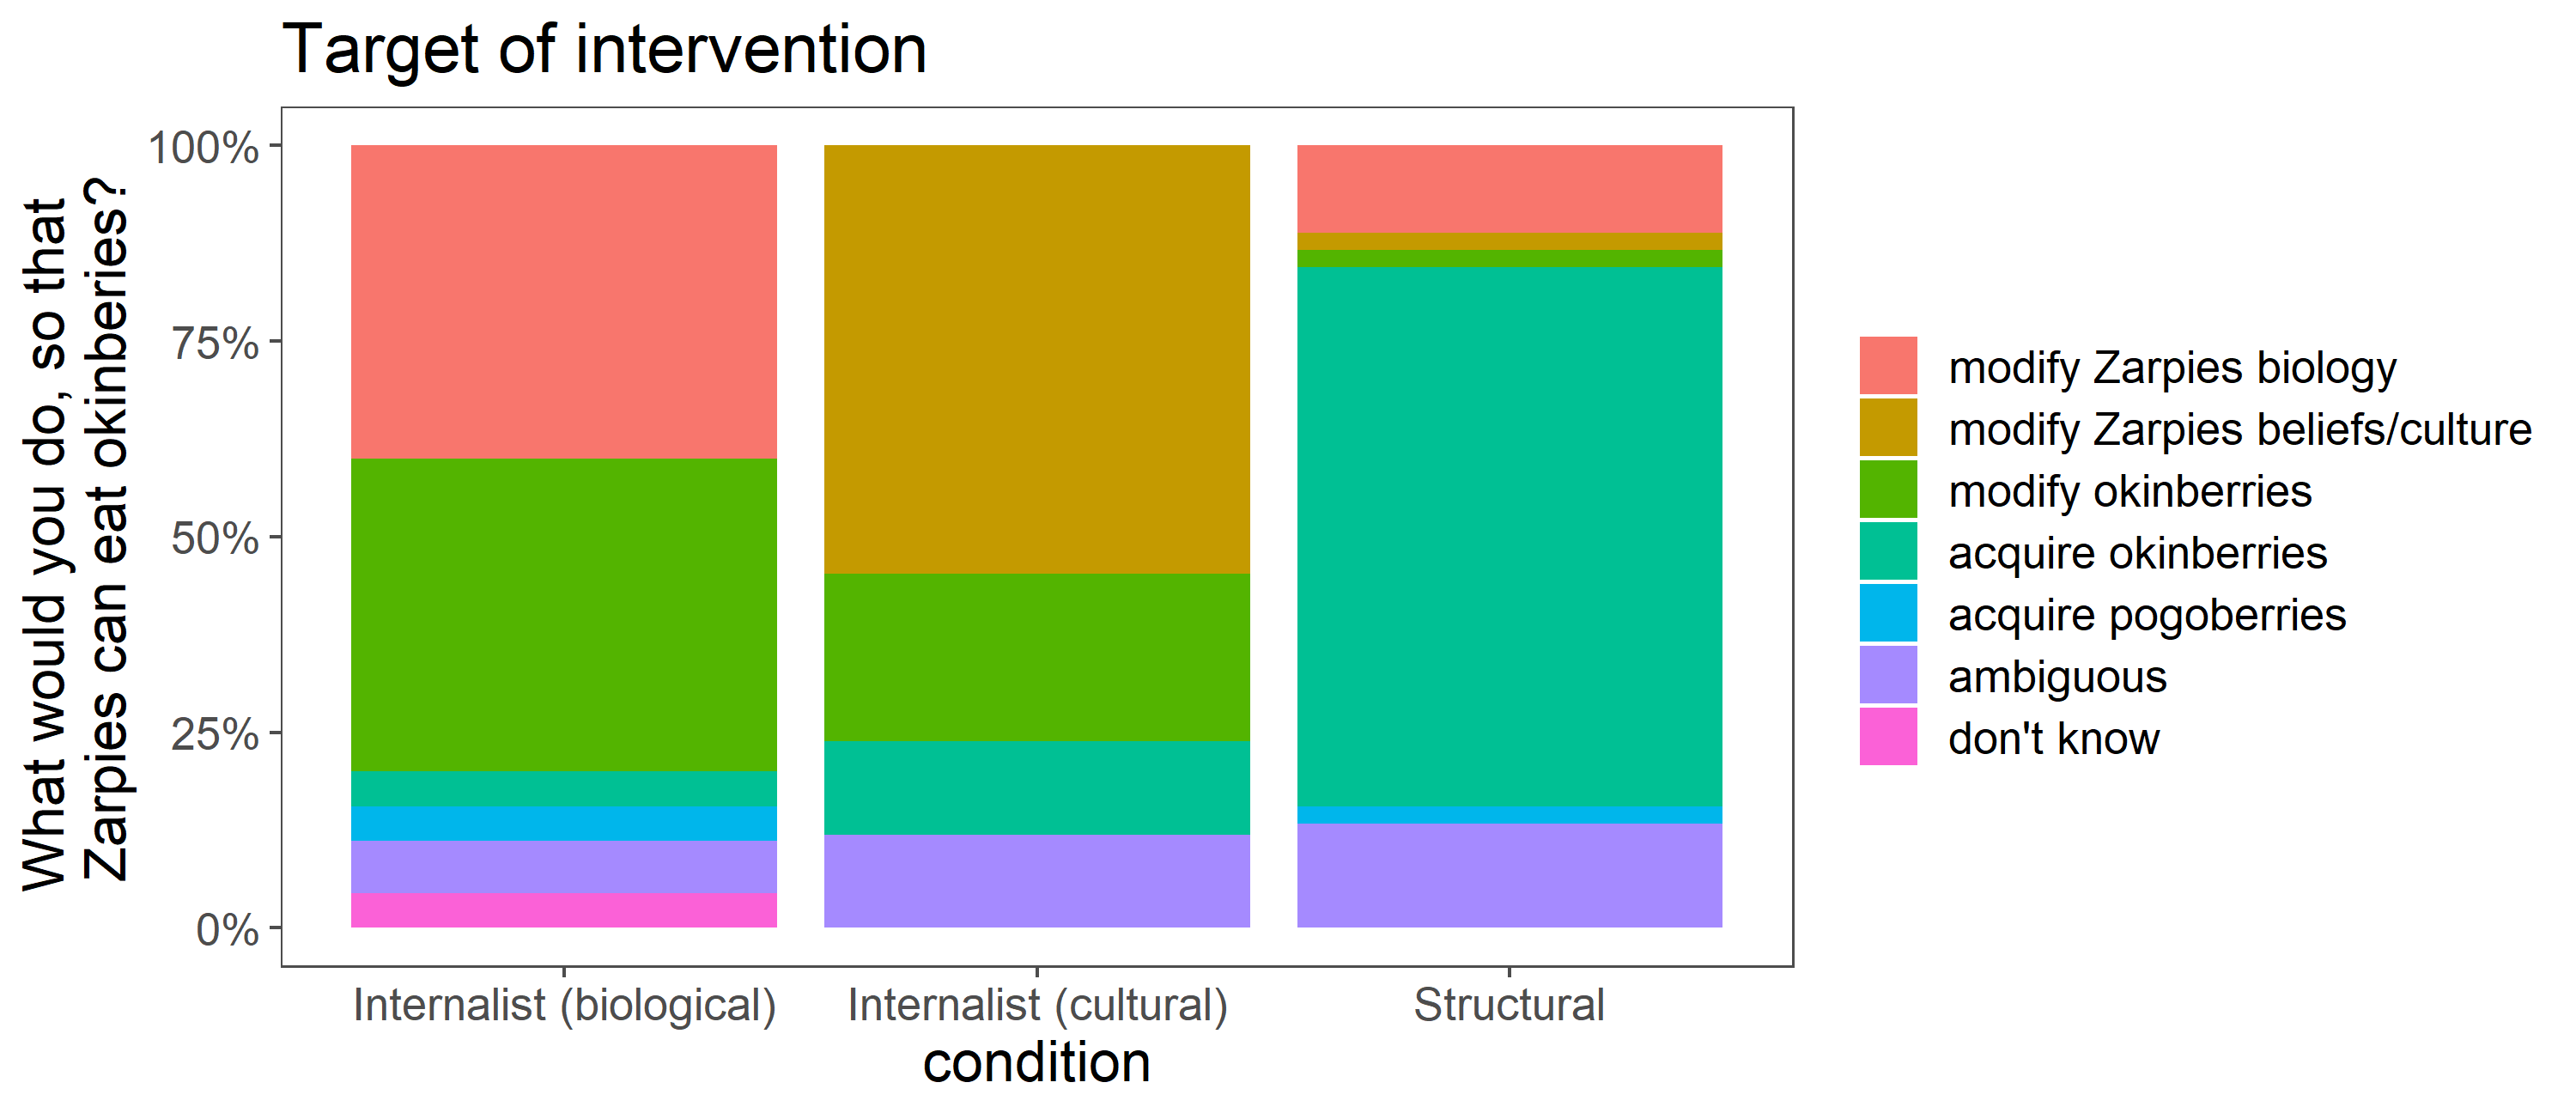 Target of intervention
What would you do, so that
Zarpies can eat okinberies?
100%
75%
50%
25%
0%
Internalist (biological)
Internalist (cultural)
Structural
condition
modify Zarpies biology
modify Zarpies beliefs/culture
modify okinberries
acquire okinberries
acquire pogoberries
ambiguous
don't know